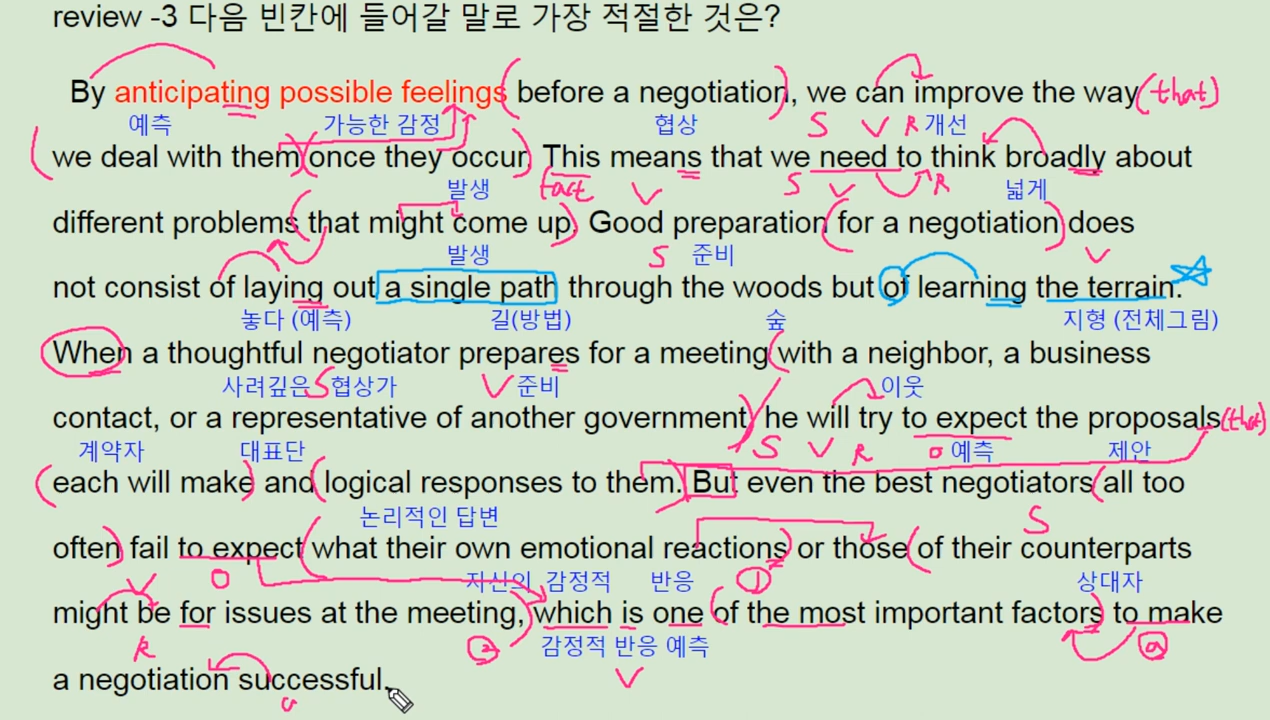 review -3 다음 빈칸에 들어갈 말로 가장 적절한 것은?
By anticipating possible feelings (before a negotiation), we can improve the way (that)
예측 가능한 감정 협상 S V R 개선
(we deal with them)(once they occur) This means that we need to think broadly about
발생 fact V S V R 넓게
different problems (that might come up). Good preparation (for a negotiation) does
발생 S 준비 V
not consist of laying out a single path through the woods but of learning the terrain. ☆
놓다 (예측) 길(방법) 숲 지형 (전체그림)
When a thoughtful negotiator prepares for a meeting (with a neighbor, a business
사려깊은 S 협상가 V 준비 이웃
contact, or a representative of another government) he will try to expect the proposals (that)
계약자 대표단 S V R o 예측 제안
(each will make) and (logical responses to them. But even the best negotiators (all too
논리적인 답변 S
often) fail to expect (what their own emotional reactions) or those (of their counterparts
V O 자신의 감정적 반응 ① 상대자
might be for issues at the meeting, which is one (of the most important factors) to make
R ② 감정적 반응 예측 V ⓐ
a negotiation successful.